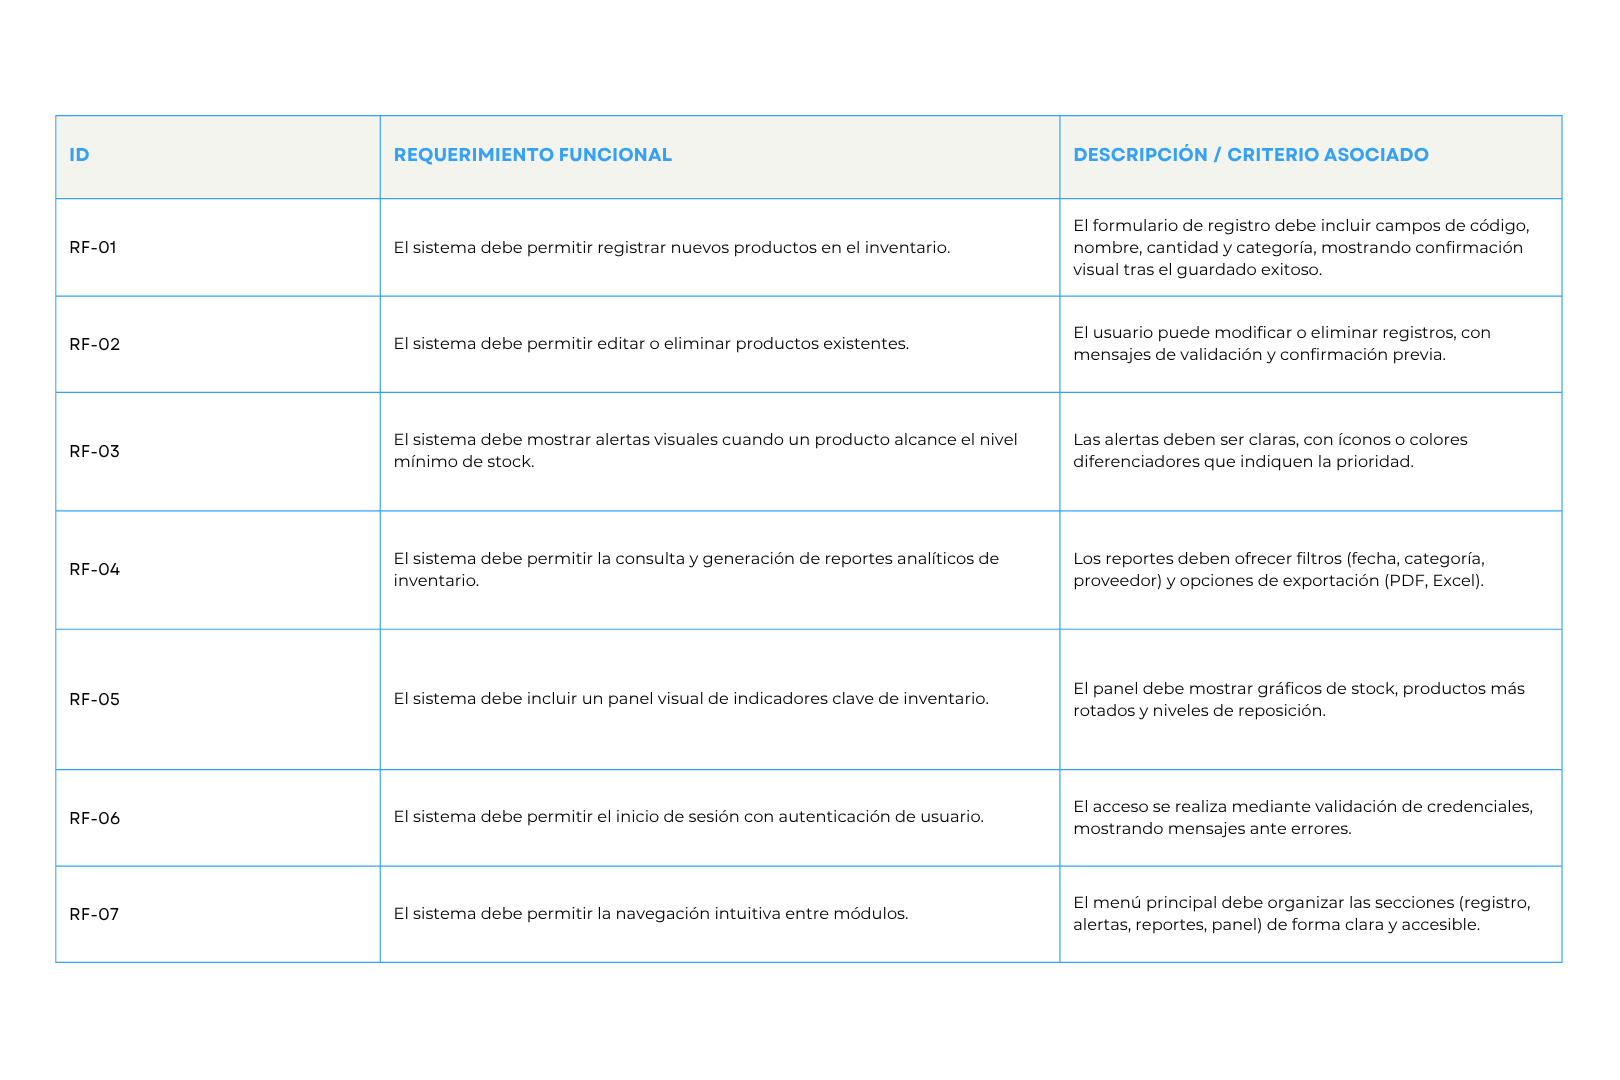 ID
REQUERIMIENTO FUNCIONAL
DESCRIPCIÓN / CRITERIO ASOCIADO
RF-01
El sistema debe permitir registrar nuevos productos en el inventario.
El formulario de registro debe incluir campos de código,
nombre, cantidad y categoría, mostrando confirmación
visual tras el guardado exitoso.
RF-02
El sistema debe permitir editar o eliminar productos existentes.
El usuario puede modificar o eliminar registros, con
mensajes de validación y confirmación previa.
RF-03
El sistema debe mostrar alertas visuales cuando un producto alcance el nivel
mínimo de stock.
Las alertas deben ser claras, con íconos o colores
diferenciadores que indiquen la prioridad.
RF-04
El sistema debe permitir la consulta y generación de reportes analíticos de
inventario.
Los reportes deben ofrecer filtros (fecha, categoría,
proveedor) y opciones de exportación (PDF, Excel).
RF-05
El sistema debe incluir un panel visual de indicadores clave de inventario.
El panel debe mostrar gráficos de stock, productos más
rotados y niveles de reposición.
RF-06
El sistema debe permitir el inicio de sesión con autenticación de usuario.
El acceso se realiza mediante validación de credenciales,
mostrando mensajes ante errores.
RF-07
El sistema debe permitir la navegación intuitiva entre módulos.
El menú principal debe organizar las secciones (registro,
alertas, reportes, panel) de forma clara y accesible.